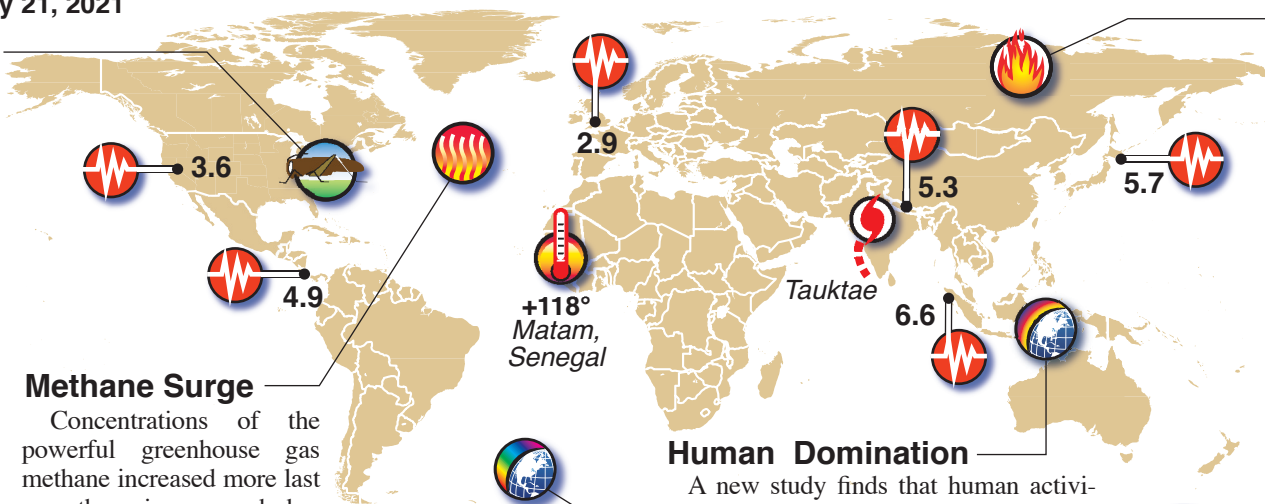 y 21, 2021
2.9
3.6
5.3
5.7
4.9
+118°
Matam,
Senegal
Tauktae
6.6
Methane Surge
Concentrations of the
powerful greenhouse gas
methane increased more last
Human Domination
A new study finds that human activi-